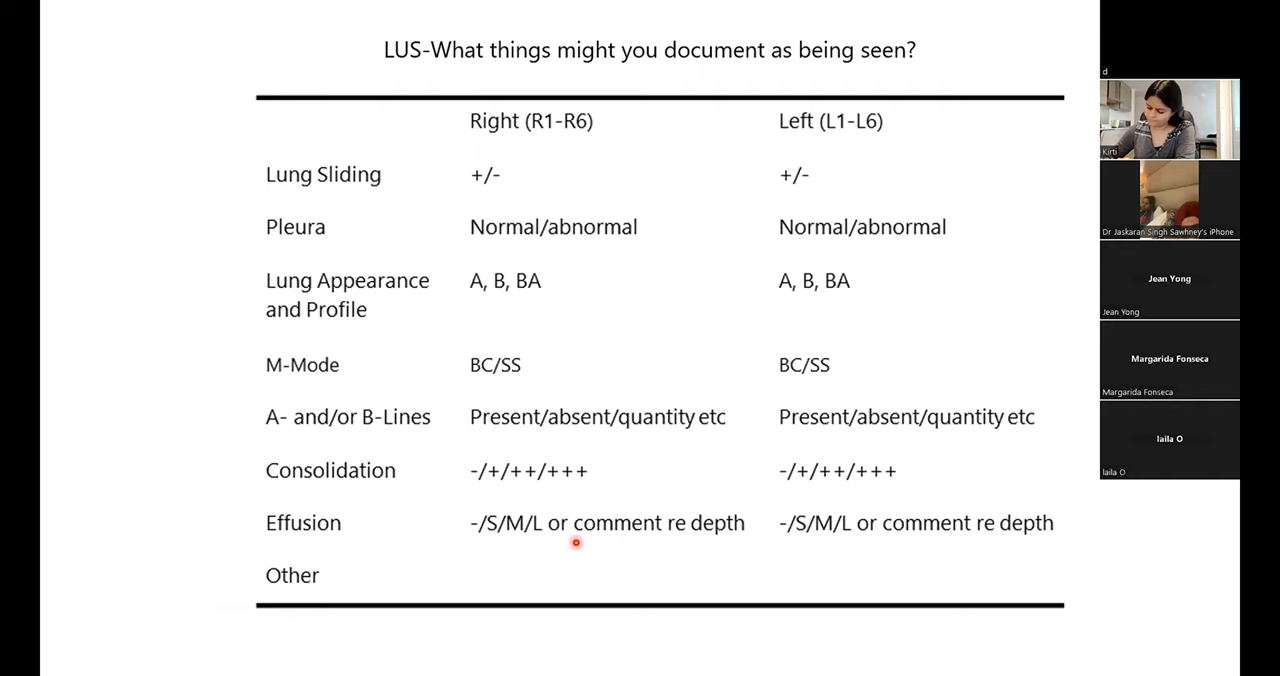 LUS-What things might you document as being seen?
Right (R1-R6) Left (L1-L6)
Lung Sliding +/- +/-
Pleura Normal/abnormal Normal/abnormal
Lung Appearance and Profile A, B, BA A, B, BA
M-Mode BC/SS BC/SS
A- and/or B-Lines Present/absent/quantity etc Present/absent/quantity etc
Consolidation -/+/++/+++ -/+/++/+++
Effusion -/S/M/L or comment re depth -/S/M/L or comment re depth
Other
d
Kirti
Dr Jaskaran Singh Sawhney's iPhone
Jean Yong
Jean Yong
Margarida Fonseca
Margarida Fonseca
laila O
laila O